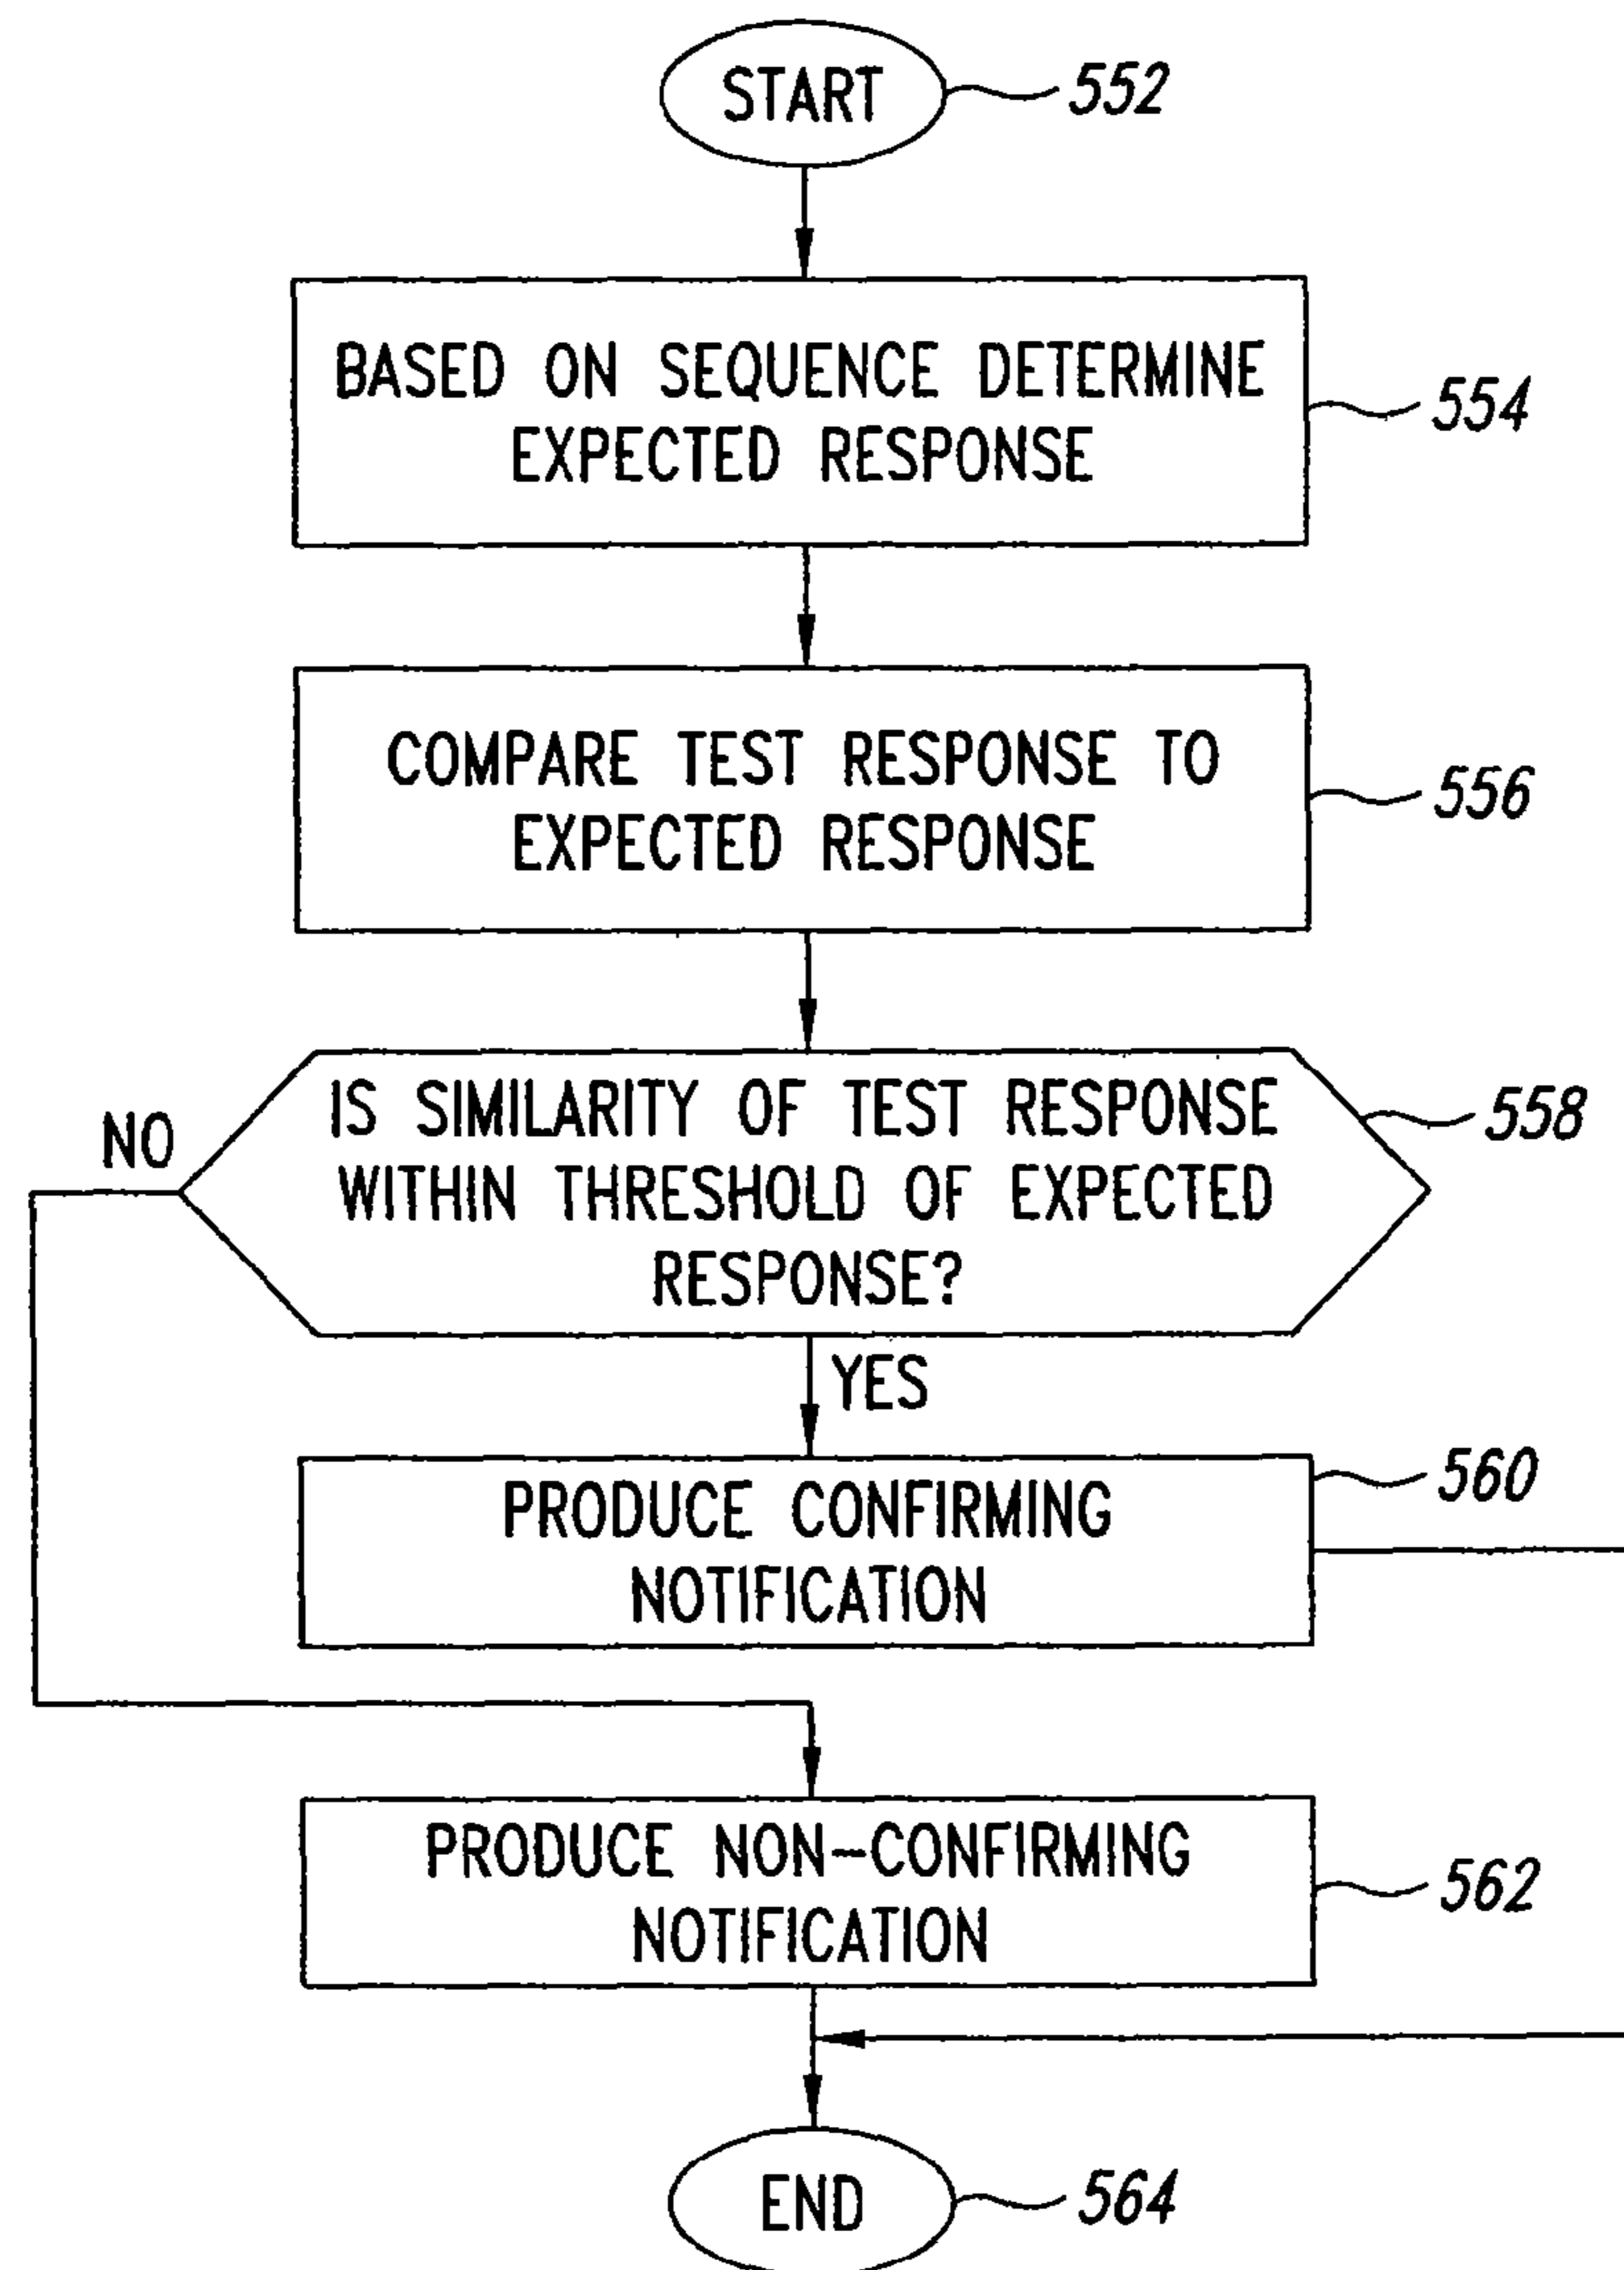 START
552
BASED ON SEQUENCE DETERMINE
EXPECTED RESPONSE
554
COMPARE TEST RESPONSE TO
EXPECTED RESPONSE
556
IS SIMILARITY OF TEST RESPONSE
WITHIN THRESHOLD OF EXPECTED
RESPONSE?
558
NO
YES
PRODUCE CONFIRMING
NOTIFICATION
560
PRODUCE NON-CONFIRMING
NOTIFICATION
562
END
564